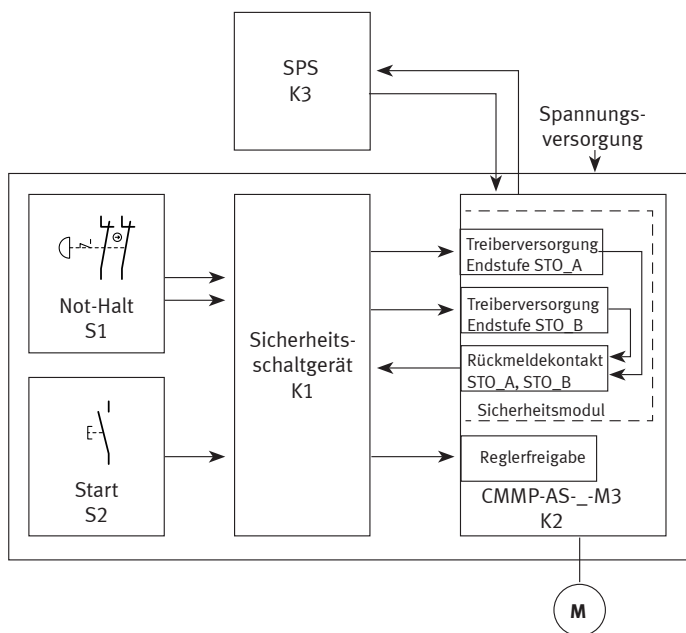 SPS
K3
Spannungs-
versorgung
Not-Halt
S1
Start
S2
Sicherheits-
schaltgerät
K1
Treiberversorgung
Endstufe STO_A
Treiberversorgung
Endstufe STO_B
Rückmeldekontakt
STO_A, STO_B
Sicherheitsmodul
Reglerfreigabe
CMMP-AS-_-M3
K2
M